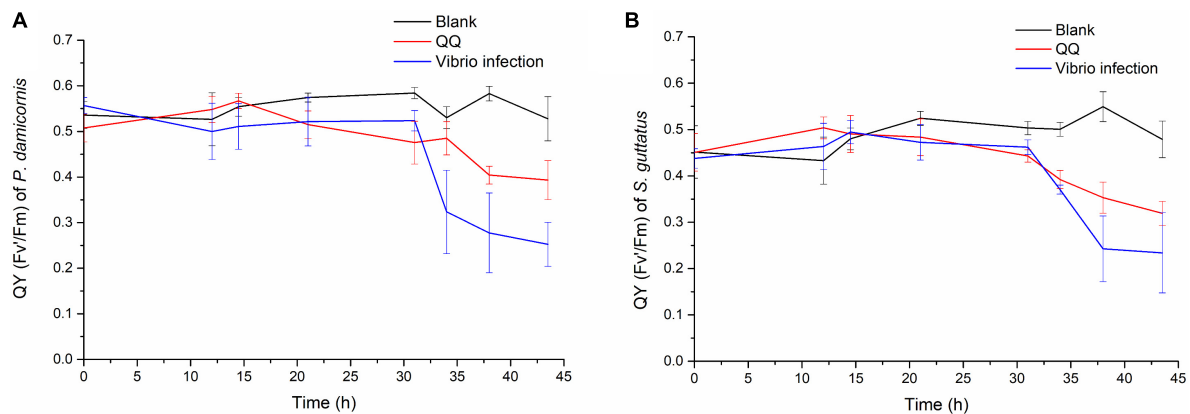 A
Blank
QQ
Vibrio infection
QY (Fv'/Fm) of P. damicornis
0.7
0.6
0.5
0.4
0.3
0.2
0.1
0.0
0 5 10 15 20 25 30 35 40 45
Time (h)
B
Blank
QQ
Vibrio infection
QY (Fv'/Fm) of S. guttatus
0.7
0.6
0.5
0.4
0.3
0.2
0.1
0.0
0 5 10 15 20 25 30 35 40 45
Time (h)